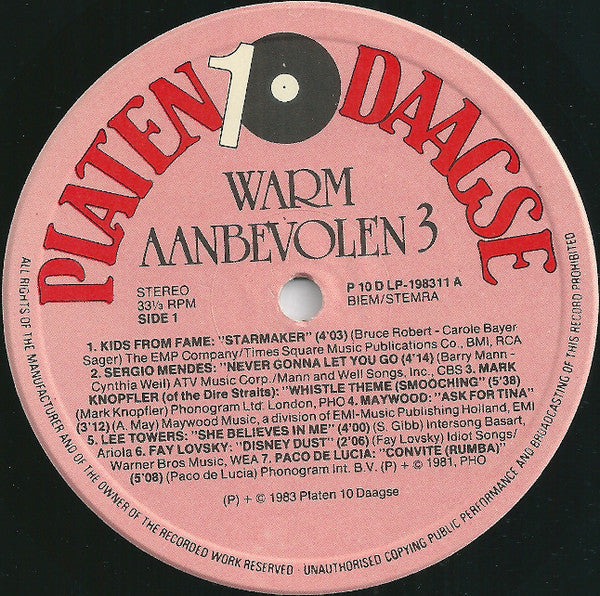 PLATEN 10 DAAGSE
WARM
AANBEVOLEN 3
STEREO
33⅓ RPM
SIDE 1
P 10 D LP-198311 A
BIEM/STEMRA
1. KIDS FROM FAME: "STARMAKER" (4'03) (Bruce Robert - Carole Bayer
Sager) The EMP Company/Times Square Music Publications Co., BMI, RCA
2. SERGIO MENDES: "NEVER GONNA LET YOU GO (4'14) (Barry Mann -
Cynthia Weil) ATV Music Corp./Mann and Well Songs, Inc., CBS 3. MARK
KNOPFLER (of the Dire Straits): "WHISTLE THEME (SMOOCHING" (5'38)
(Mark Knopfler) Phonogram Ltd. London, PHO 4. MAYWOOD: "ASK FOR TINA"
(3'12) (A. May) Maywood Music, a division of EMI-Music Publishing Holland, EMI
5. LEE TOWERS: "SHE BELIEVES IN ME" (4'00) (S. Gibb) Intersong Basart,
Ariola 6. FAY LOVSKY: "DISNEY DUST" (2'06) (Fay Lovsky) Idiot Songs/
Warner Bros Music, WEA 7. PACO DE LUCIA: "CONVITE (RUMBA)"
(5'08) (Paco de Lucia) Phonogram Int. B.V. (P) + © 1981, PHO
(P) + © 1983 Platen 10 Daagse
ALL RIGHTS OF THE MANUFACTURER AND OF THE OWNER OF THE RECORDED WORK RESERVED · UNAUTHORISED COPYING PUBLIC PERFORMANCE AND BROADCASTING OF THIS RECORD PROHIBITED